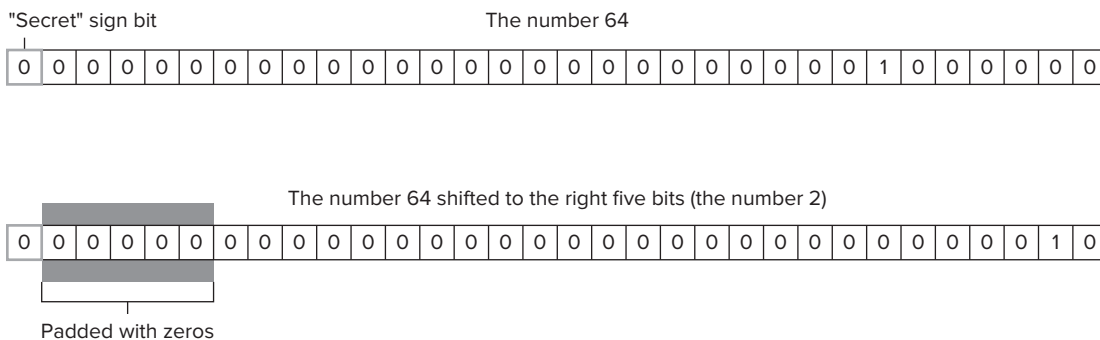 "Secret" sign bit
The number 64
0 0 0 0 0 0 0 0 0 0 0 0 0 0 0 0 0 0 0 0 0 0 0 0 0 1 0 0 0 0 0 0
The number 64 shifted to the right five bits (the number 2)
0 0 0 0 0 0 0 0 0 0 0 0 0 0 0 0 0 0 0 0 0 0 0 0 0 0 0 0 0 0 1 0
Padded with zeros